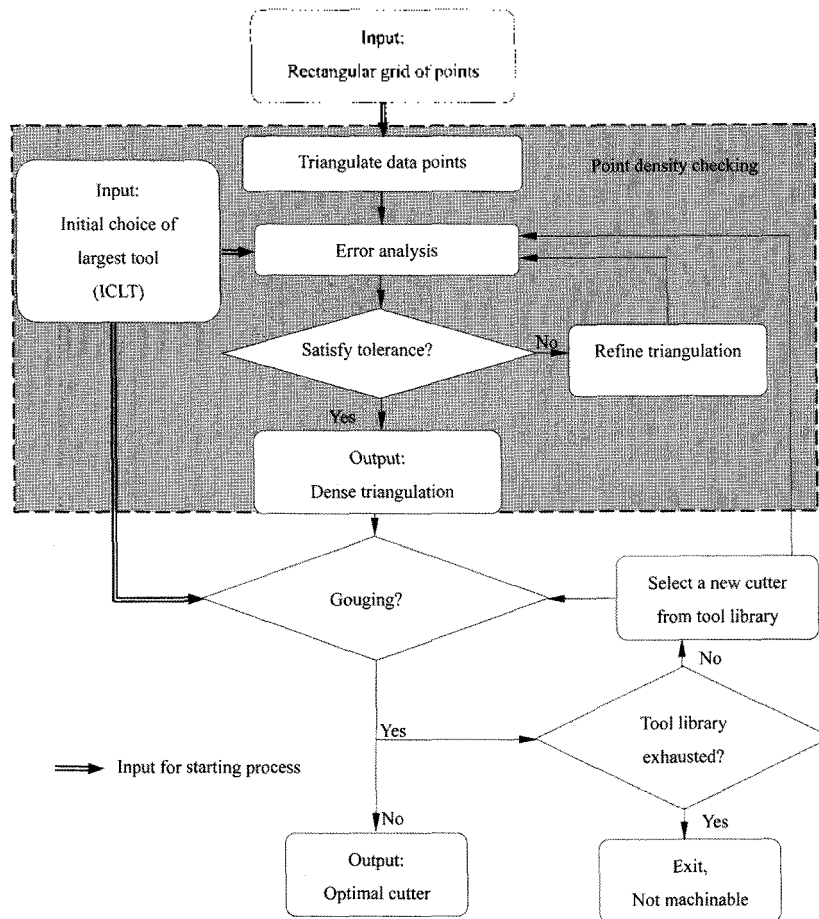 Input:
Rectangular grid of points
Triangulate data points
Point density checking
Input:
Initial choice of
largest tool
(ICLT)
Error analysis
Satisfy tolerance?
No
Refine triangulation
Yes
Output:
Dense triangulation
Gouging?
Select a new cutter
from tool library
No
Yes
Tool library
exhausted?
Input for starting process
No
Yes
Output:
Optimal cutter
Exit,
Not machinable